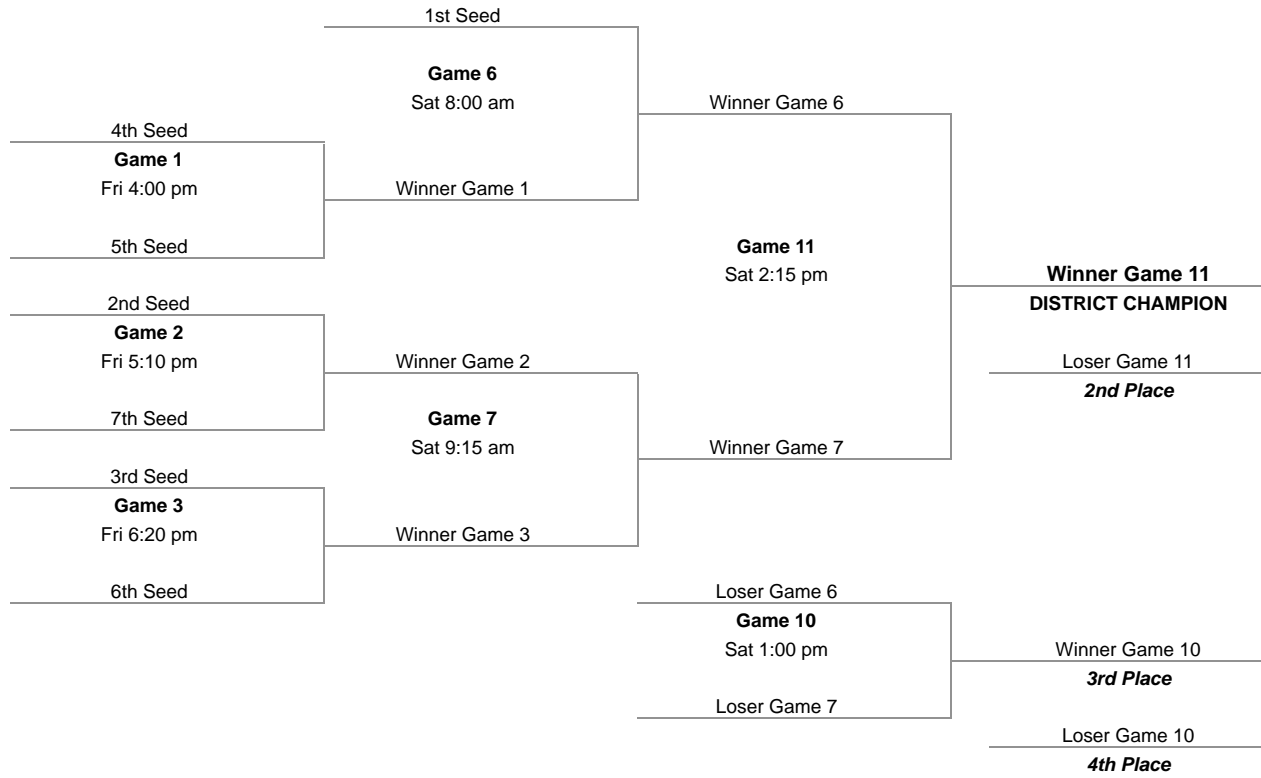 1st Seed
Game 6
Sat 8:00 am
Winner Game 6
4th Seed
Game 1
Fri 4:00 pm
Winner Game 1
5th Seed
Game 11
Sat 2:15 pm
Winner Game 11
DISTRICT CHAMPION
2nd Seed
Game 2
Fri 5:10 pm
Winner Game 2
Loser Game 11
2nd Place
7th Seed
Game 7
Sat 9:15 am
Winner Game 7
3rd Seed
Game 3
Fri 6:20 pm
Winner Game 3
6th Seed
Loser Game 6
Game 10
Sat 1:00 pm
Winner Game 10
3rd Place
Loser Game 7
Loser Game 10
4th Place